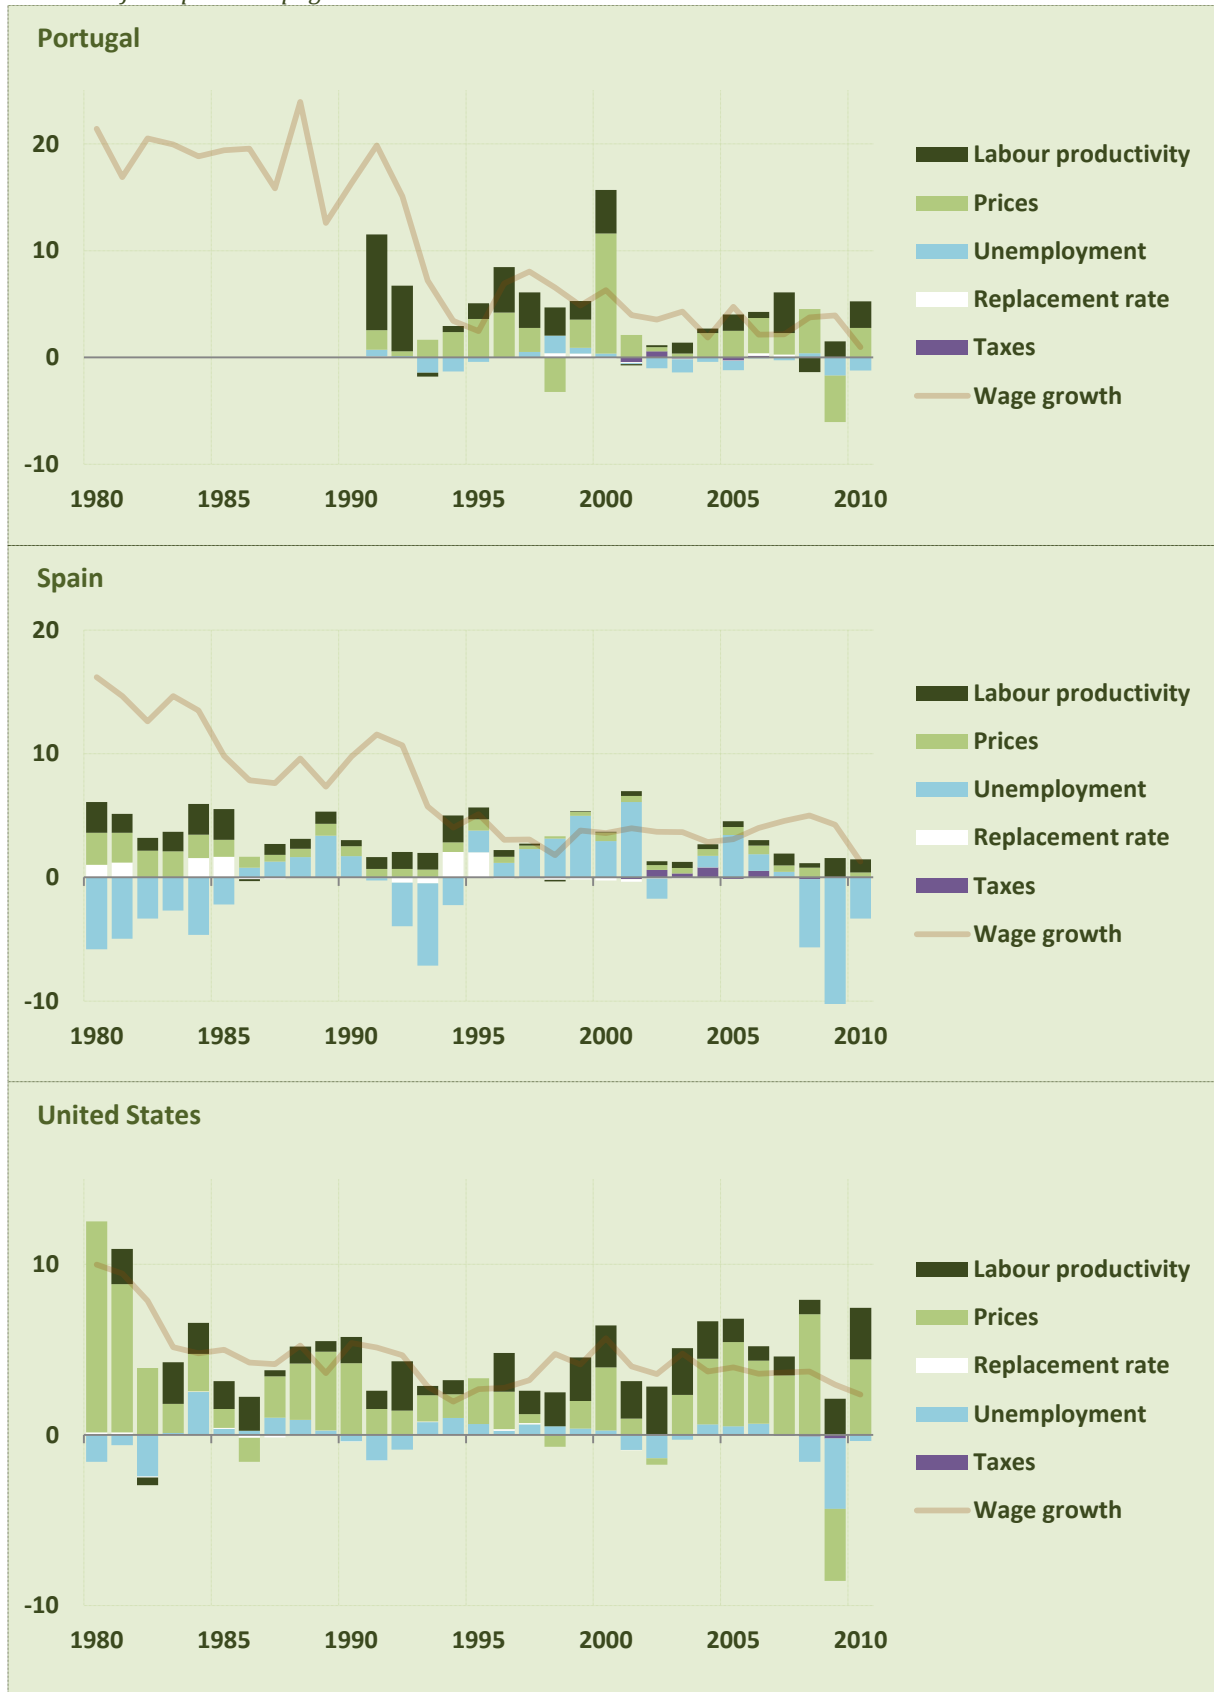 Portugal
20
10
0
-10
1980 1985 1990 1995 2000 2005 2010
Labour productivity
Prices
Unemployment
Replacement rate
Taxes
Wage growth
Spain
20
10
0
-10
1980 1985 1990 1995 2000 2005 2010
Labour productivity
Prices
Unemployment
Replacement rate
Taxes
Wage growth
United States
10
0
-10
1980 1985 1990 1995 2000 2005 2010
Labour productivity
Prices
Replacement rate
Unemployment
Taxes
Wage growth